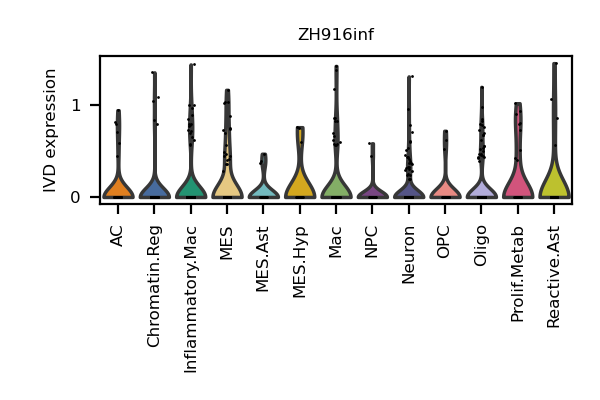 ZH916inf
IVD expression
1
0
AC
Chromatin.Reg
Inflammatory.Mac
MES
MES.Ast
MES.Hyp
Mac
NPC
Neuron
OPC
Oligo
Prolif.Metab
Reactive.Ast